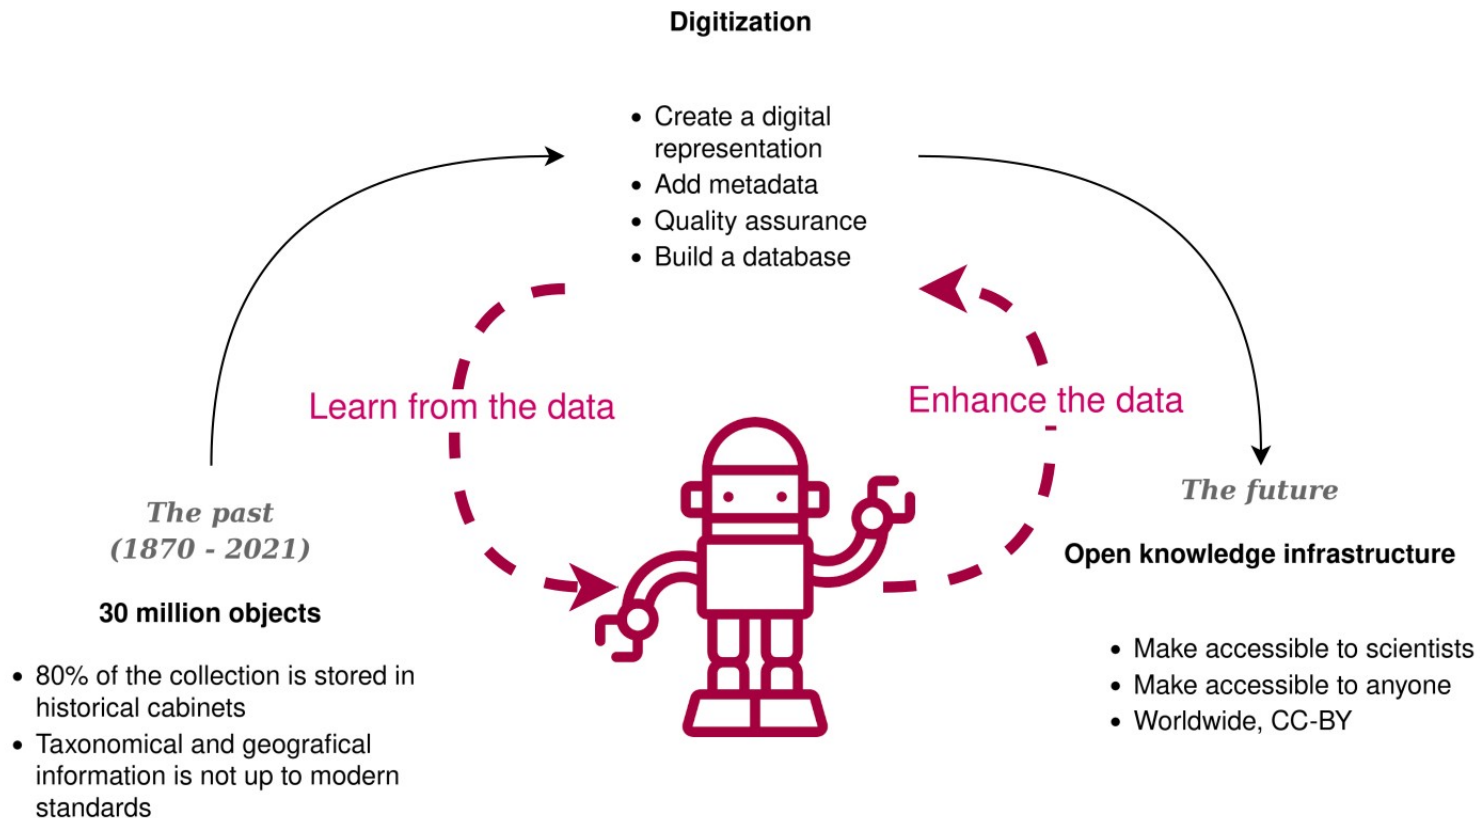 Digitization
• Create a digital
representation
• Add metadata
• Quality assurance
• Build a database
Learn from the data
Enhance the data
The past
(1870 - 2021)
30 million objects
• 80% of the collection is stored in
historical cabinets
• Taxonomical and geografical
information is not up to modern
standards
The future
Open knowledge infrastructure
• Make accessible to scientists
• Make accessible to anyone
• Worldwide, CC-BY